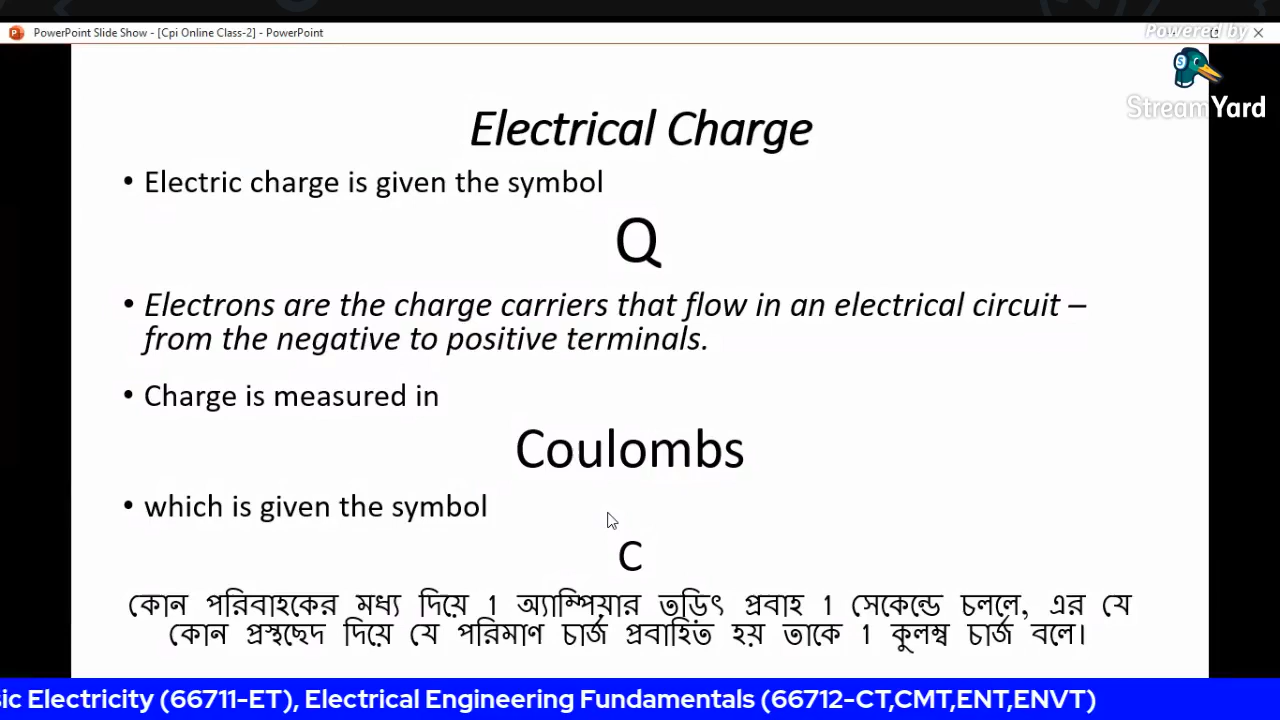 PowerPoint Slide Show - [Cpi Online Class-2] - PowerPoint
Powered by
StreamYard
Electrical Charge
• Electric charge is given the symbol
Q
• Electrons are the charge carriers that flow in an electrical circuit –
from the negative to positive terminals.
• Charge is measured in
Coulombs
• which is given the symbol
C
কোন পরিবাহকের মধ্য দিয়ে 1 অ্যাম্পিয়ার তড়িৎ প্রবাহ 1 সেকেন্ডে চললে, এর যে
কোন প্রস্থছেদ দিয়ে যে পরিমাণ চার্জ প্রবাহিত হয় তাকে 1 কুলম্ব চার্জ বলে।
sic Electricity (66711-ET), Electrical Engineering Fundamentals (66712-CT,CMT,ENT,ENVT)